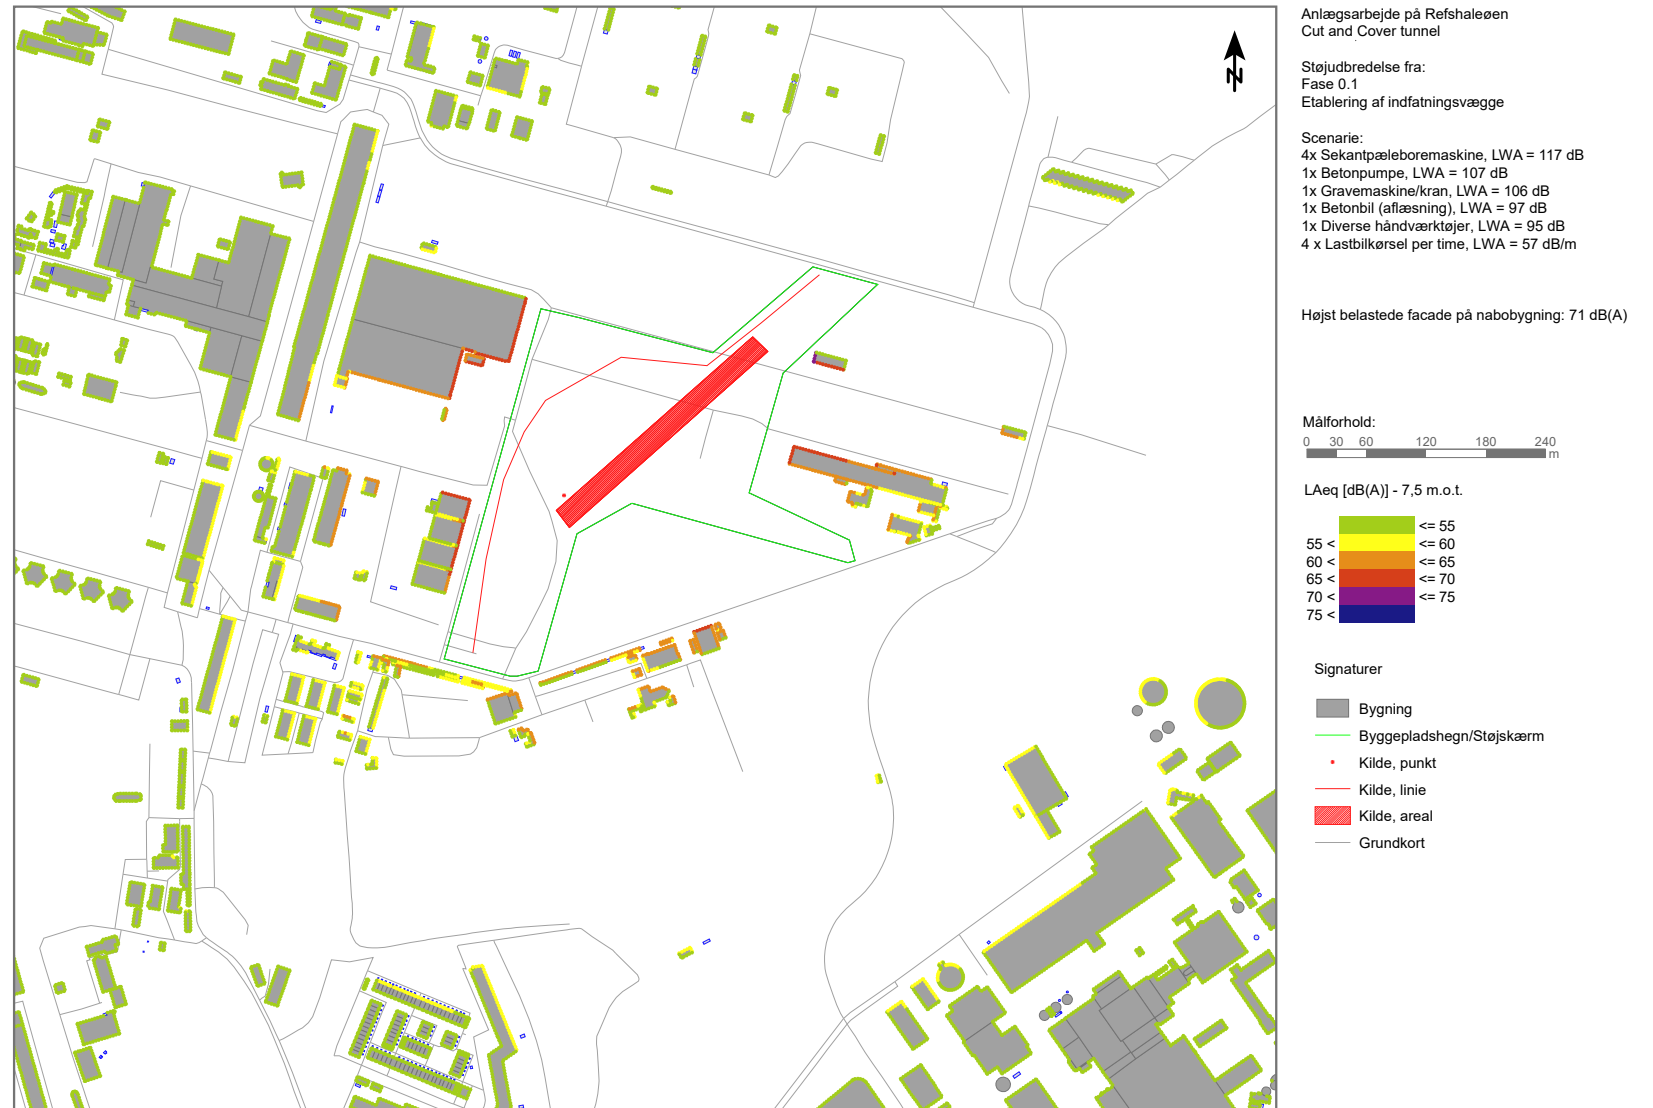 Anlægsarbejde på Refshaleøen
Cut and Cover tunnel
Støjudbredelse fra:
Fase 0.1
Etablering af indfatningsvægge
Scenarie:
4x Sekantpæleboremaskine, LWA = 117 dB
1x Betonpumpe, LWA = 107 dB
1x Gravemaskine/kran, LWA = 106 dB
1x Betonbil (aflæsning), LWA = 97 dB
1x Diverse håndværktøjer, LWA = 95 dB
4 x Lastbilkørsel per time, LWA = 57 dB/m
Højst belastede facade på nabobygning: 71 dB(A)
Målforhold:
0 30 60 120 180 240
m
LAeq [dB(A)] - 7,5 m.o.t.
<= 55
55 < <= 60
60 < <= 65
65 < <= 70
70 < <= 75
75 <
Signaturer
Bygning
Byggepladshegn/Støjskærm
Kilde, punkt
Kilde, linie
Kilde, areal
Grundkort
N